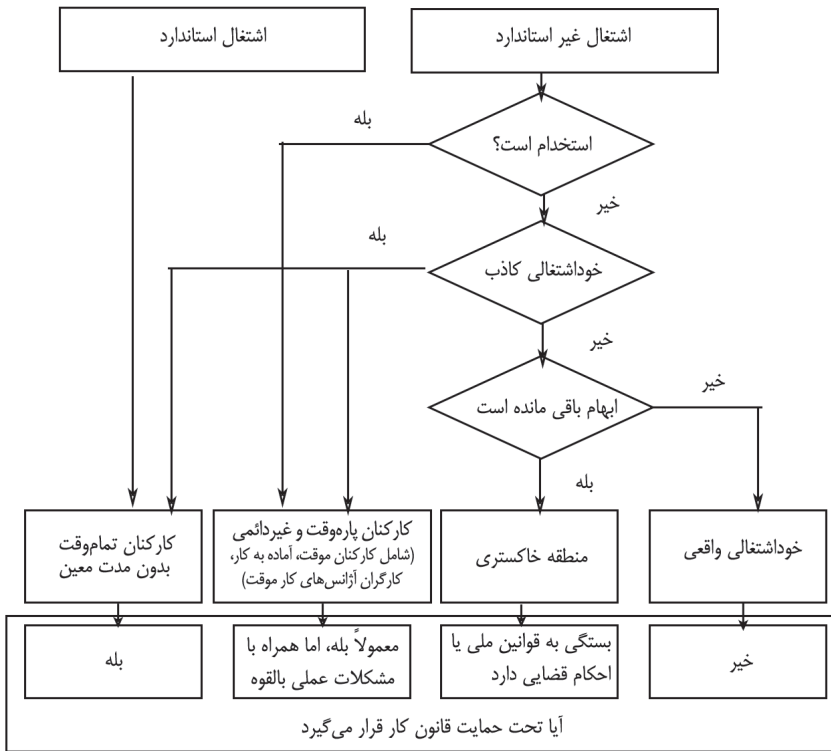 اشتغال غیر استاندارد
اشتغال استاندارد
استخدام است؟
بله
خیر
خوداشتغالی کاذب
بله
خیر
ابهام باقی مانده است
خیر
بله
خوداشتغالی واقعی
منطقه خاکستری
کارکنان پاره‌وقت و غیردائمی
(شامل کارکنان موقت، آماده به کار،
کارگران آژانس‌های کار موقت)
کارکنان تمام‌وقت
بدون مدت معین
خیر
بستگی به قوانین ملی یا
احکام قضایی دارد
معمولاً بله، اما همراه با
مشکلات عملی بالقوه
بله
آیا تحت حمایت قانون کار قرار می‌گیرد